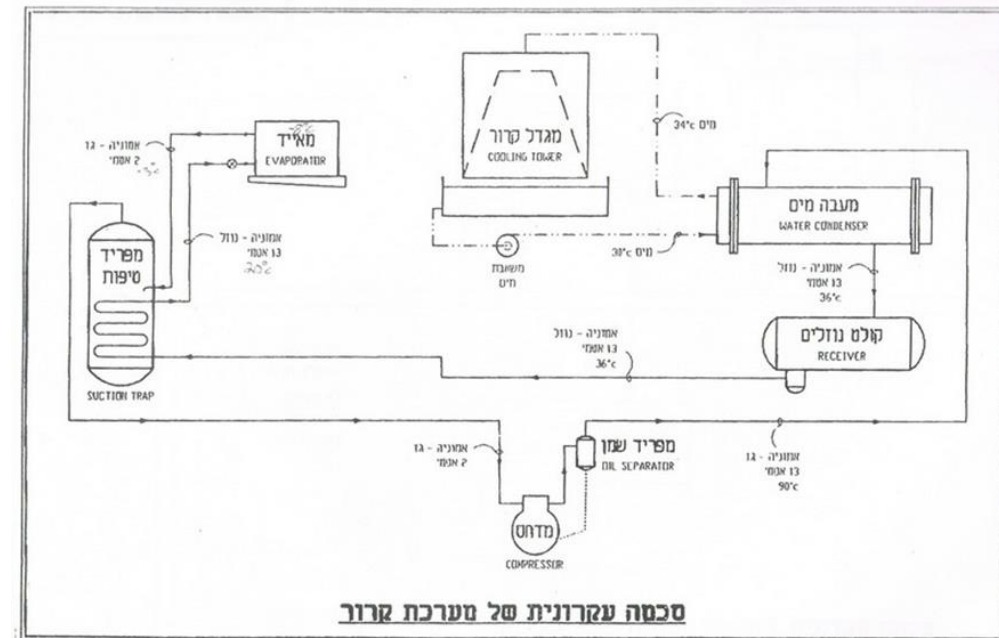 מגדל קרור
COOLING TOWER
מים 34°c
מאייד
EVAPORATOR
אמוניה - גז
2 אטמ'
מפריד
טיפות
SUCTION TRAP
אמוניה - נוזל
13 אטמ'
20°c
משאבת
מים
מים 30°c
מעבה מים
WATER CONDENSER
אמוניה - נוזל
13 אטמ'
36°c
קולט נוזלים
RECEIVER
אמוניה - נוזל
13 אטמ'
36°c
אמוניה - גז
2 אטמ'
מדחס
COMPRESSOR
מפריד שמן
OIL SEPARATOR
אמוניה - גז
13 אטמ'
90°c
סכמה עקרונית של מערכת קרור